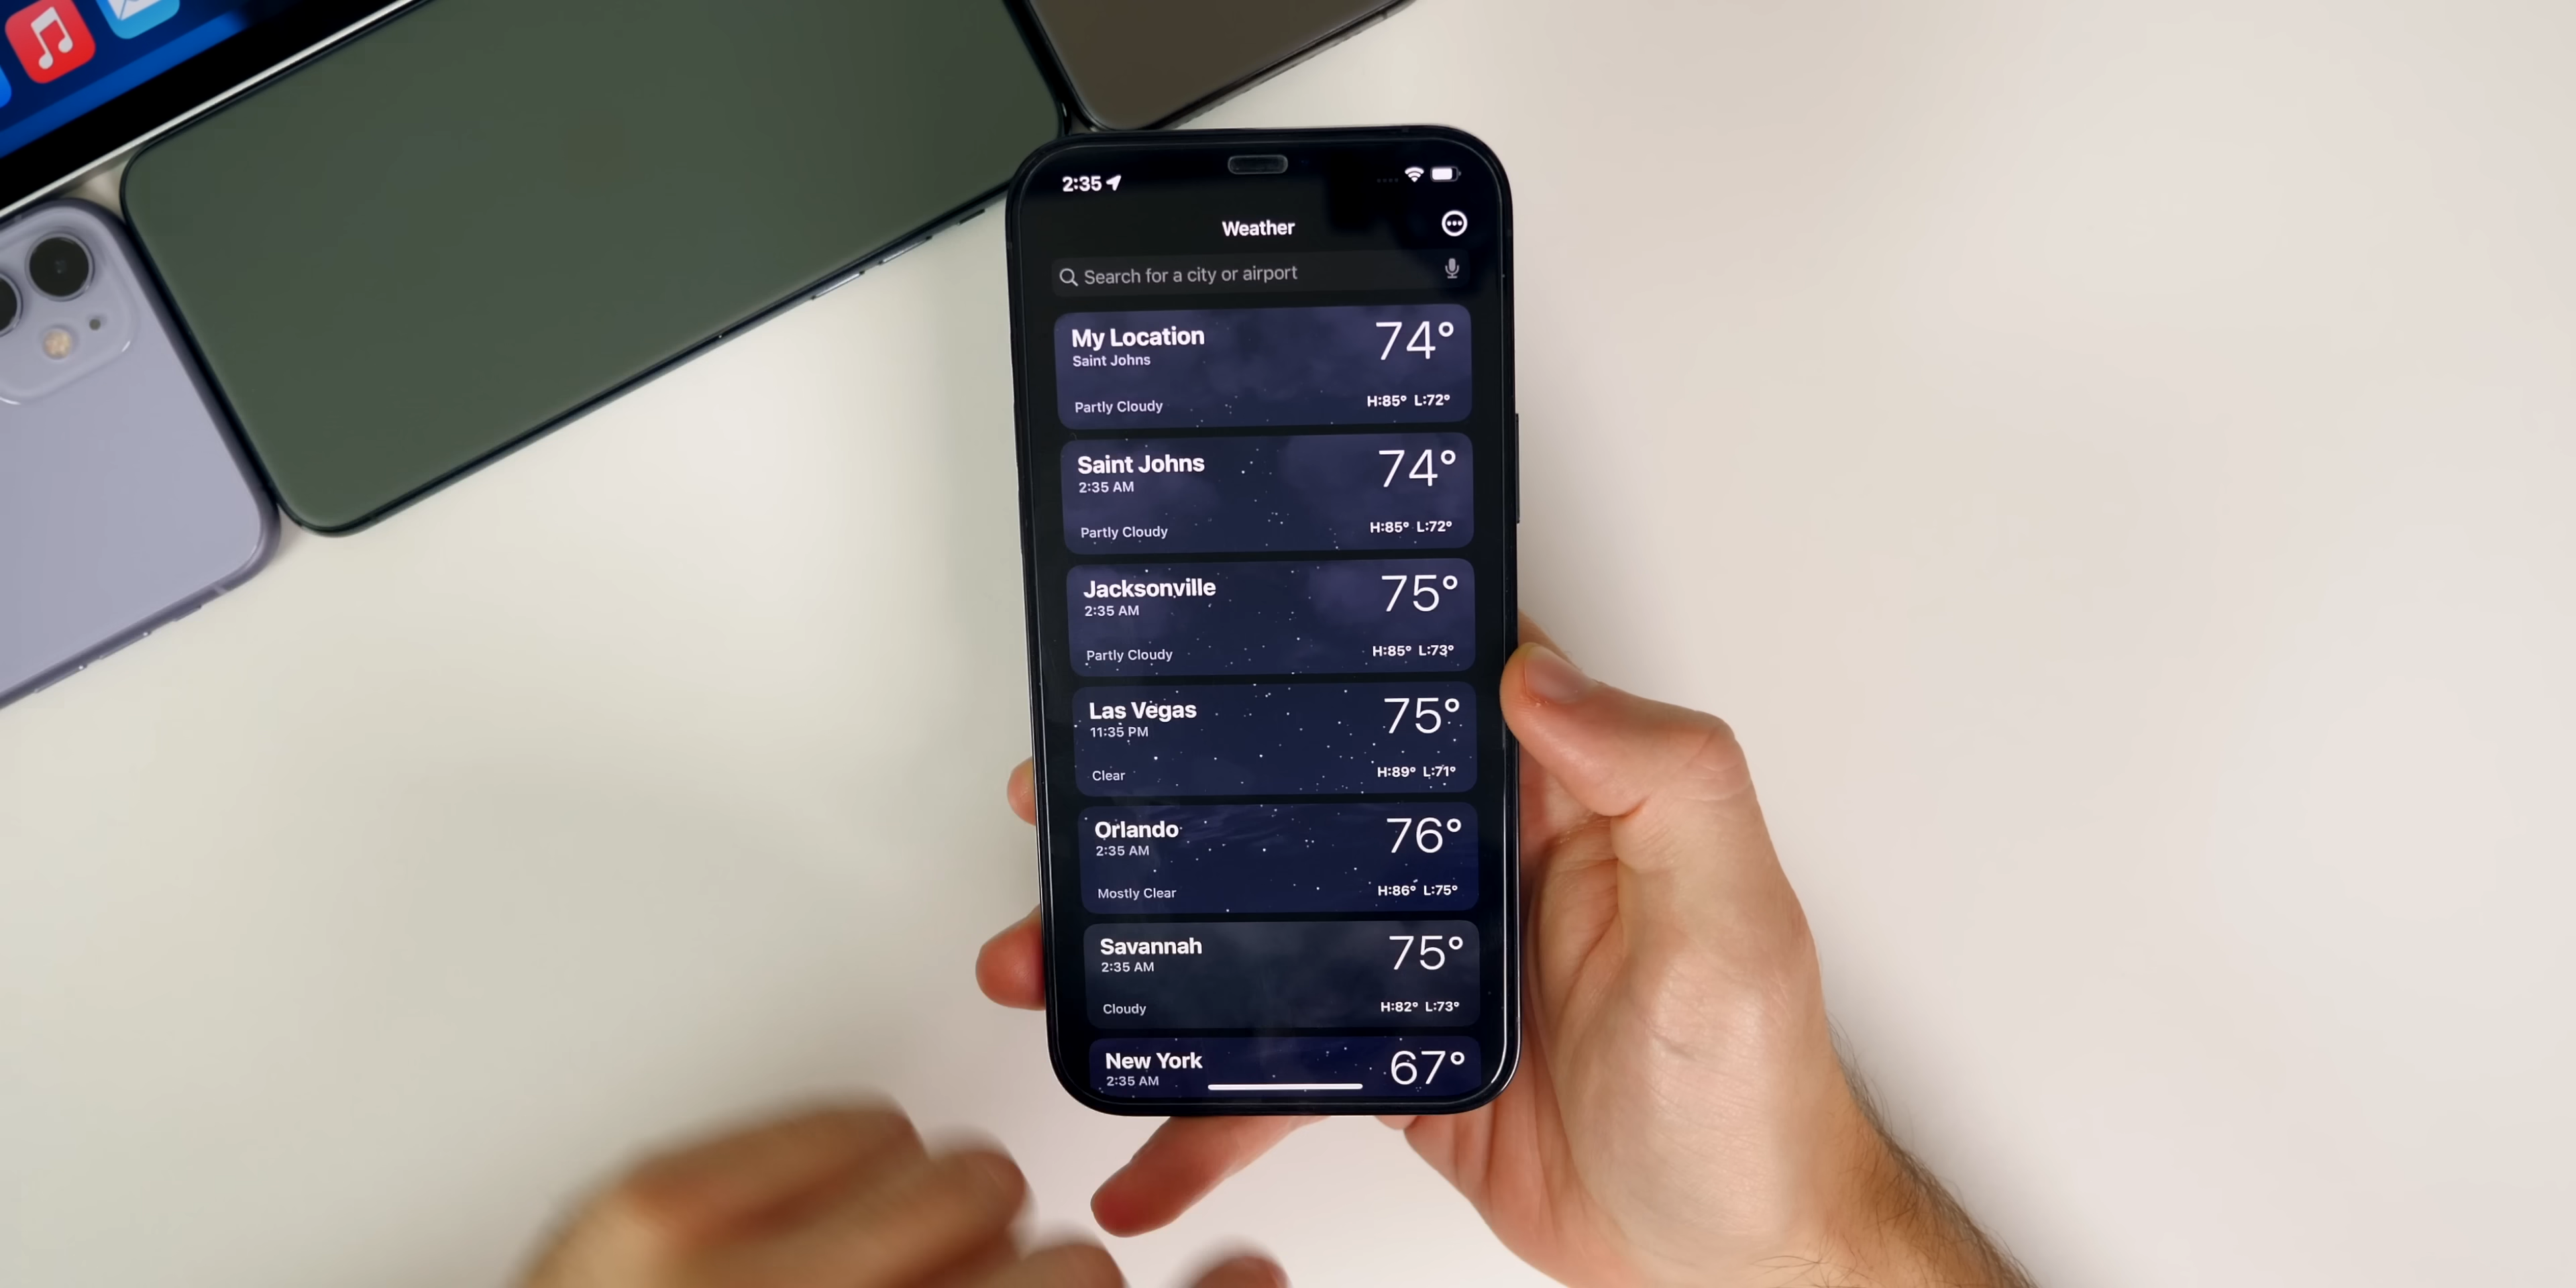 2:35
Weather
Search for a city or airport
My Location 74°
Saint Johns
Partly Cloudy H:85° L:72°
Saint Johns 74°
2:35 AM
Partly Cloudy H:85° L:72°
Jacksonville 75°
2:35 AM
Partly Cloudy H:85° L:73°
Las Vegas 75°
11:35 PM
Clear H:89° L:71°
Orlando 76°
2:35 AM
Mostly Clear H:86° L:75°
Savannah 75°
2:35 AM
Cloudy H:82° L:73°
New York 67°
2:35 AM